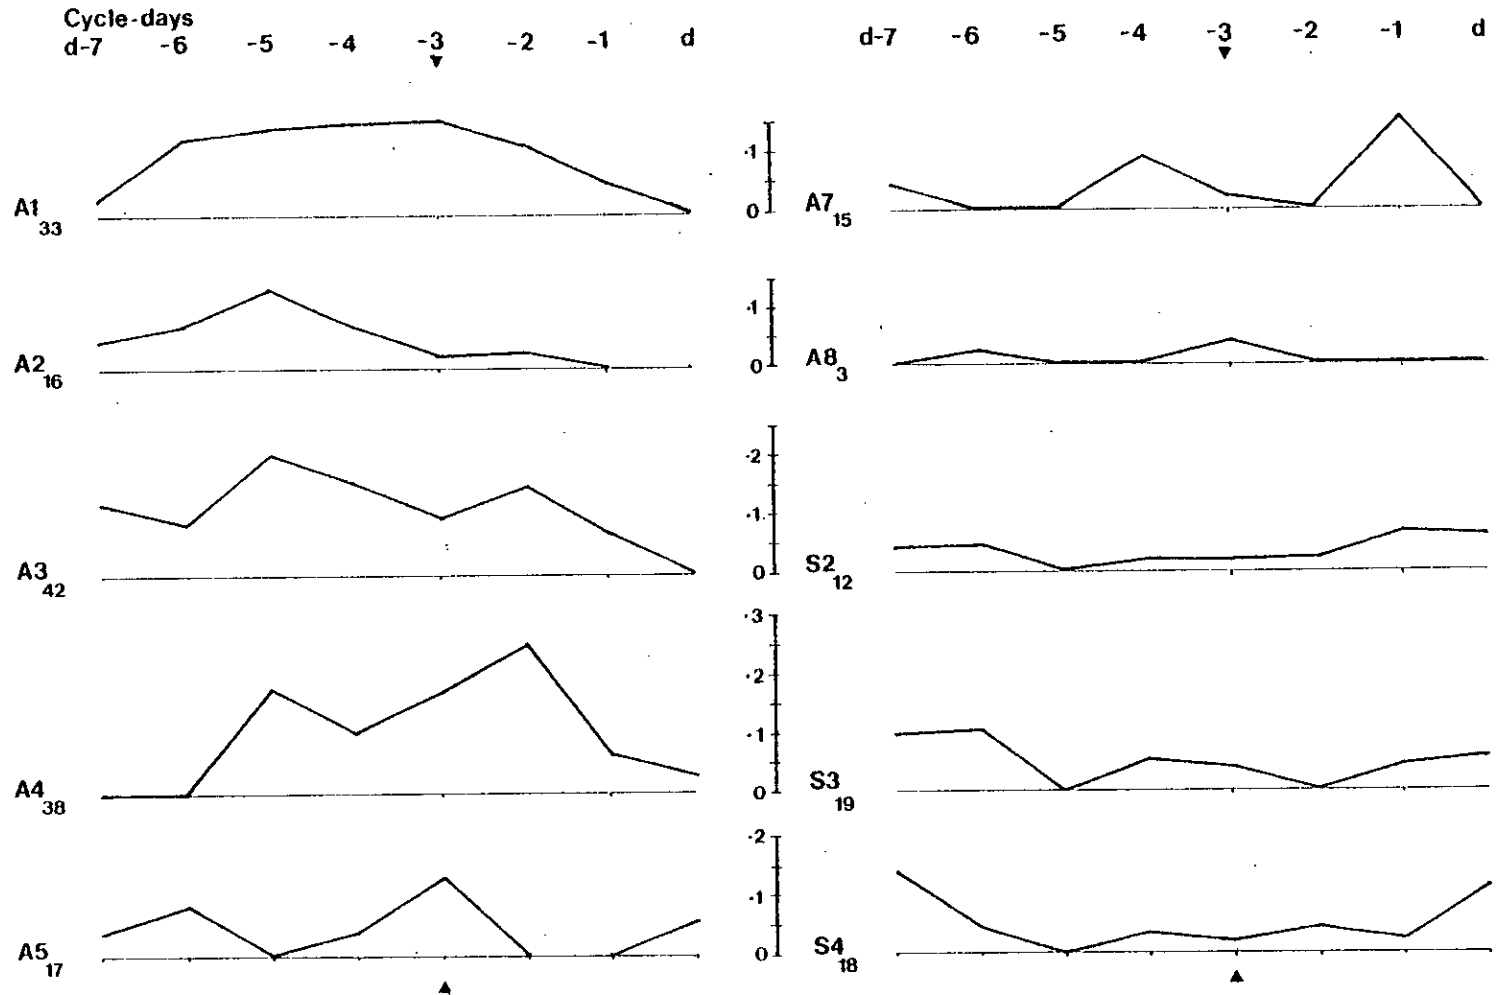 Cycle-days
d-7 -6 -5 -4 -3 -2 -1 d
d-7 -6 -5 -4 -3 -2 -1 d
A1 33
·1
0
A7 15
A2 16
·1
0
A8 3
A3 42
·2
·1
0
S2 12
A4 38
·3
·2
·1
0
S3 19
A5 17
·2
·1
0
S4 18